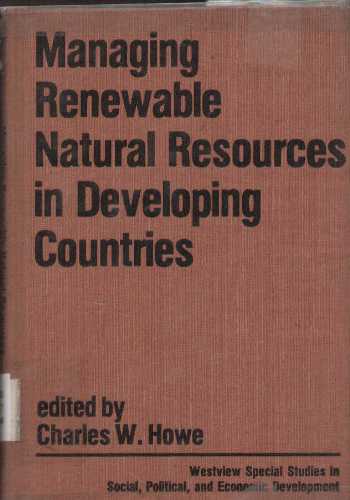 Managing
Renewable
Natural Resources
in Developing
Countries
edited by
Charles W. Howe
Westview Special Studies in
Social, Political, and Economic Development